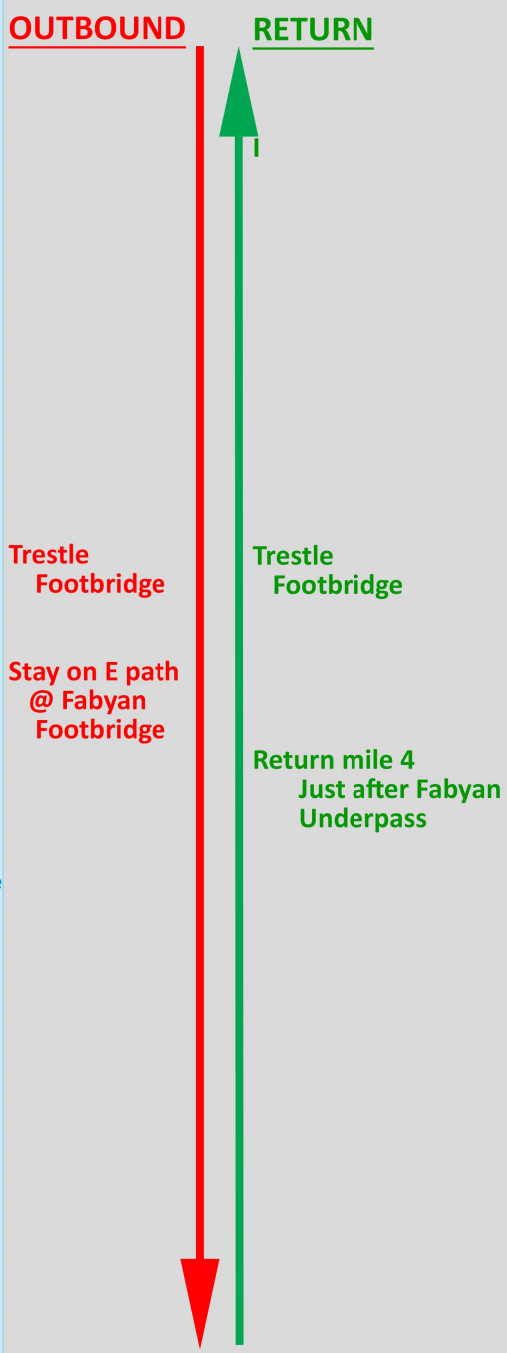 OUTBOUND
Trestle
Footbridge
Stay on E path
@ Fabyan
Footbridge
RETURN
I
Trestle
Footbridge
Return mile 4
Just after Fabyan
Underpass